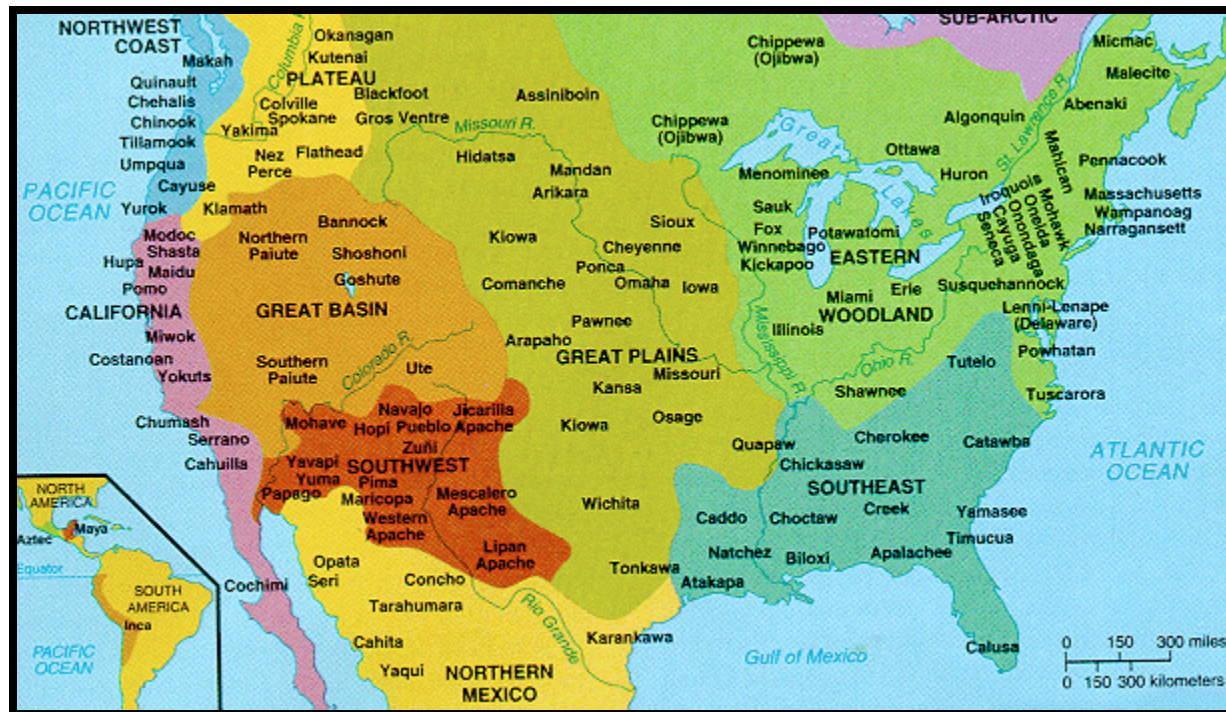 NORTHWEST
COAST
Makah
Quinault
Chehalis
Chinook
Tillamook
Umpqua
Cayuse
Yurok
PACIFIC
OCEAN
Okanagan
Kutenai
PLATEAU
Columbia R.
Colville
Spokane
Yakima
Nez
Perce
Flathead
Klamath
Blackfoot
Gros Ventre
Missouri R.
Assiniboin
Hidatsa
Mandan
Arikara
Sioux
Kiowa
Cheyenne
Ponca
Omaha
Iowa
Comanche
Pawnee
Arapaho
GREAT PLAINS
Missouri
Kansa
Osage
Kiowa
Quapaw
Wichita
Tonkawa
Bannock
Northern
Paiute
Shoshoni
Goshute
GREAT BASIN
Southern
Paiute
Colorado R.
Ute
Modoc
Shasta
Hupa
Maidu
Pomo
CALIFORNIA
Miwok
Costanoan
Yokuts
Chumash
Serrano
Cahuilla
Cochimi
Mohave
Navajo
Hopi
Pueblo
Jicarilla
Apache
Zuñi
Yavapi
SOUTHWEST
Yuma
Pima
Papago
Maricopa
Mescalero
Apache
Western
Apache
Lipan
Apache
Opata
Seri
Concho
Tarahumara
Cahita
Yaqui
NORTHERN
MEXICO
Rio Grande
Karankawa
SUB-ARCTIC
Chippewa
(Ojibwa)
Chippewa
(Ojibwa)
Great
Lakes
Menominee
Sauk
Fox
Winnebago
Kickapoo
Potawatomi
Ottawa
Huron
Algonquin
St. Lawrence R.
Micmac
Malecite
Abenaki
Mahican
Pennacook
Massachusetts
Wampanoag
Narragansett
Iroquois
Mohawk
Oneida
Onondaga
Cayuga
Seneca
EASTERN
WOODLAND
Miami
Erie
Illinois
Susquehannock
Lenni-Lenape
(Delaware)
Powhatan
Tutelo
Tuscarora
Mississippi R.
Ohio R.
Shawnee
Cherokee
Catawba
Chickasaw
SOUTHEAST
Caddo
Choctaw
Creek
Yamasee
Timucua
Natchez
Biloxi
Apalachee
Atakapa
Calusa
ATLANTIC
OCEAN
Gulf of Mexico
0 150 300 miles
0 150 300 kilometers
NORTH
AMERICA
Maya
Aztec
Equator
SOUTH
AMERICA
Inca
PACIFIC
OCEAN